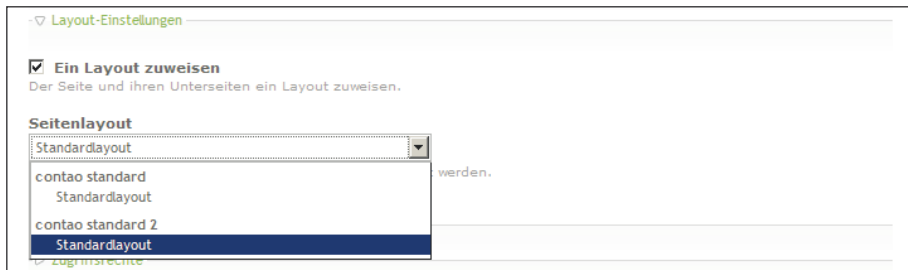 Layout-Einstellungen
Ein Layout zuweisen
Der Seite und ihren Unterseiten ein Layout zuweisen.
Seitenlayout
Standardlayout
werden.
contao standard
Standardlayout
contao standard 2
Standardlayout
Zugriffsrechte